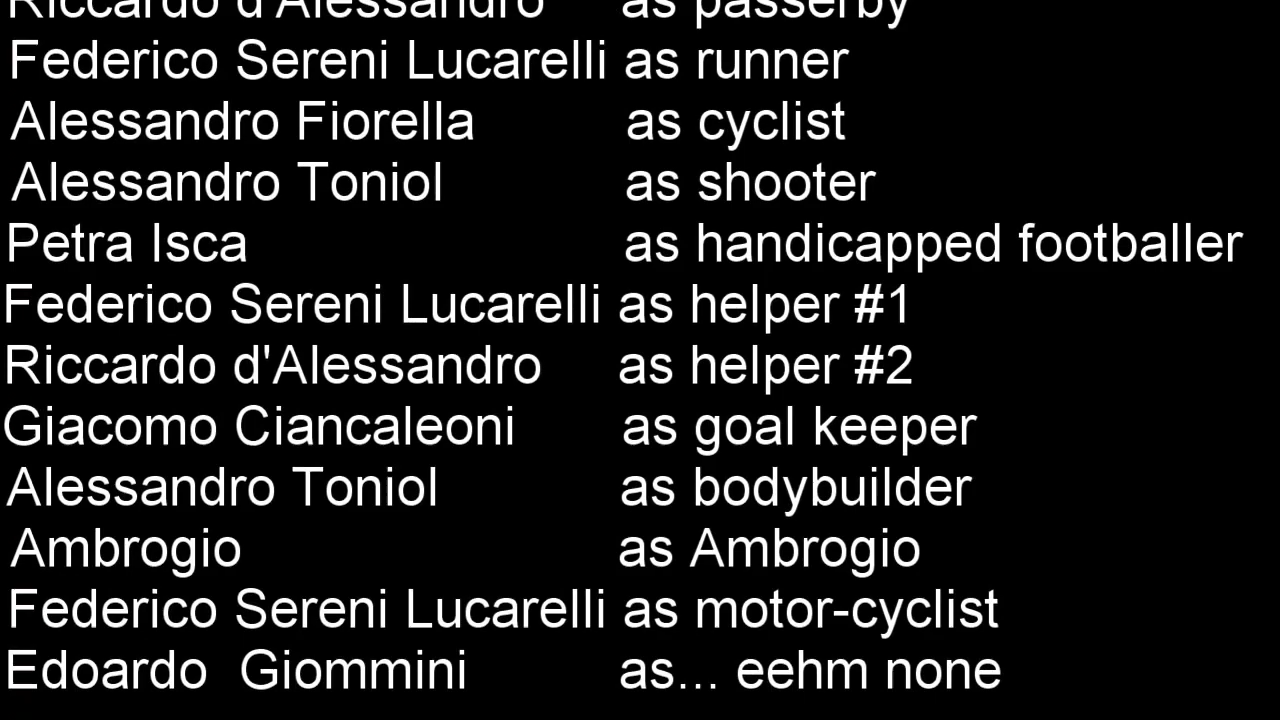 Riccardo d'Alessandro as passerby
Federico Sereni Lucarelli as runner
Alessandro Fiorella as cyclist
Alessandro Toniol as shooter
Petra Isca as handicapped footballer
Federico Sereni Lucarelli as helper #1
Riccardo d'Alessandro as helper #2
Giacomo Ciancaleoni as goal keeper
Alessandro Toniol as bodybuilder
Ambrogio as Ambrogio
Federico Sereni Lucarelli as motor-cyclist
Edoardo  Giommini as... eehm none